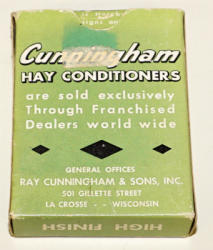 Cunningham
HAY CONDITIONERS
are sold exclusively
Through Franchised
Dealers world wide
GENERAL OFFICES
RAY CUNNINGHAM & SONS, INC.
501 GILLETTE STREET
LA CROSSE - - WISCONSIN
HIGH FINISH